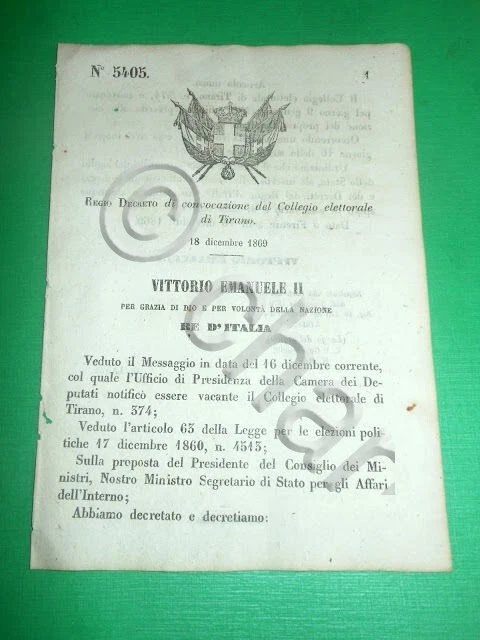 N° 5405.
1
REGIO DECRETO di convocazione del Collegio elettorale
di Tirano.
18 dicembre 1869
VITTORIO EMANUELE II
PER GRAZIA DI DIO E PER VOLONTÀ DELLA NAZIONE
RE D'ITALIA
Veduto il Messaggio in data del 16 dicembre corrente,
col quale l'Ufficio di Presidenza della Camera dei De-
putati notificò essere vacante il Collegio elettorale di
Tirano, n. 374;
Veduto l'articolo 63 della Legge per le elezioni poli-
tiche 17 dicembre 1860, n. 4513;
Sulla proposta del Presidente del Consiglio dei Mi-
nistri, Nostro Ministro Segretario di Stato per gli Affari
dell'Interno;
Abbiamo decretato e decretiamo: